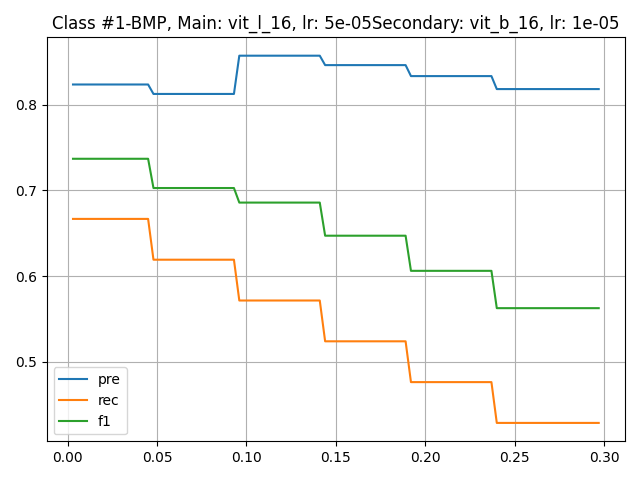 Class #1-BMP, Main: vit_l_16, lr: 5e-05Secondary: vit_b_16, lr: 1e-05
0.8
0.7
0.6
0.5
pre
rec
f1
0.00 0.05 0.10 0.15 0.20 0.25 0.30